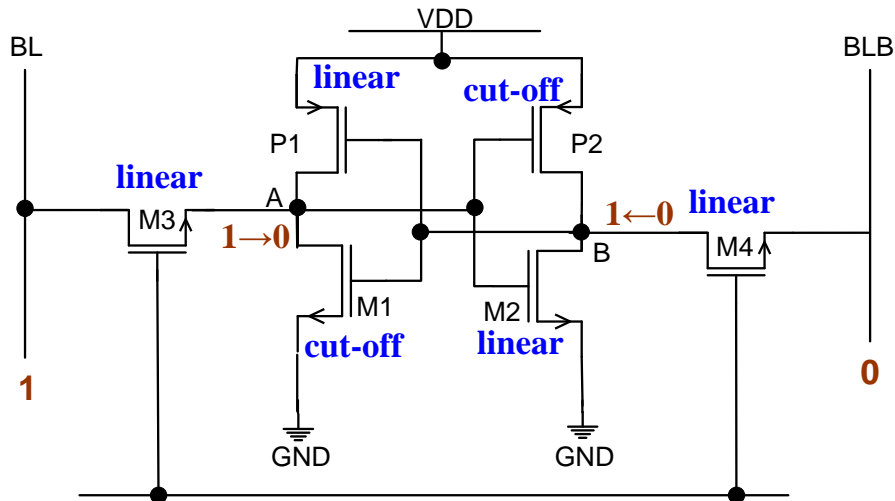 VDD
BL
BLB
linear
cut-off
P1
P2
linear
A
linear
M3
1→0
1←0
M4
B
M1
M2
cut-off
linear
1
0
GND
GND